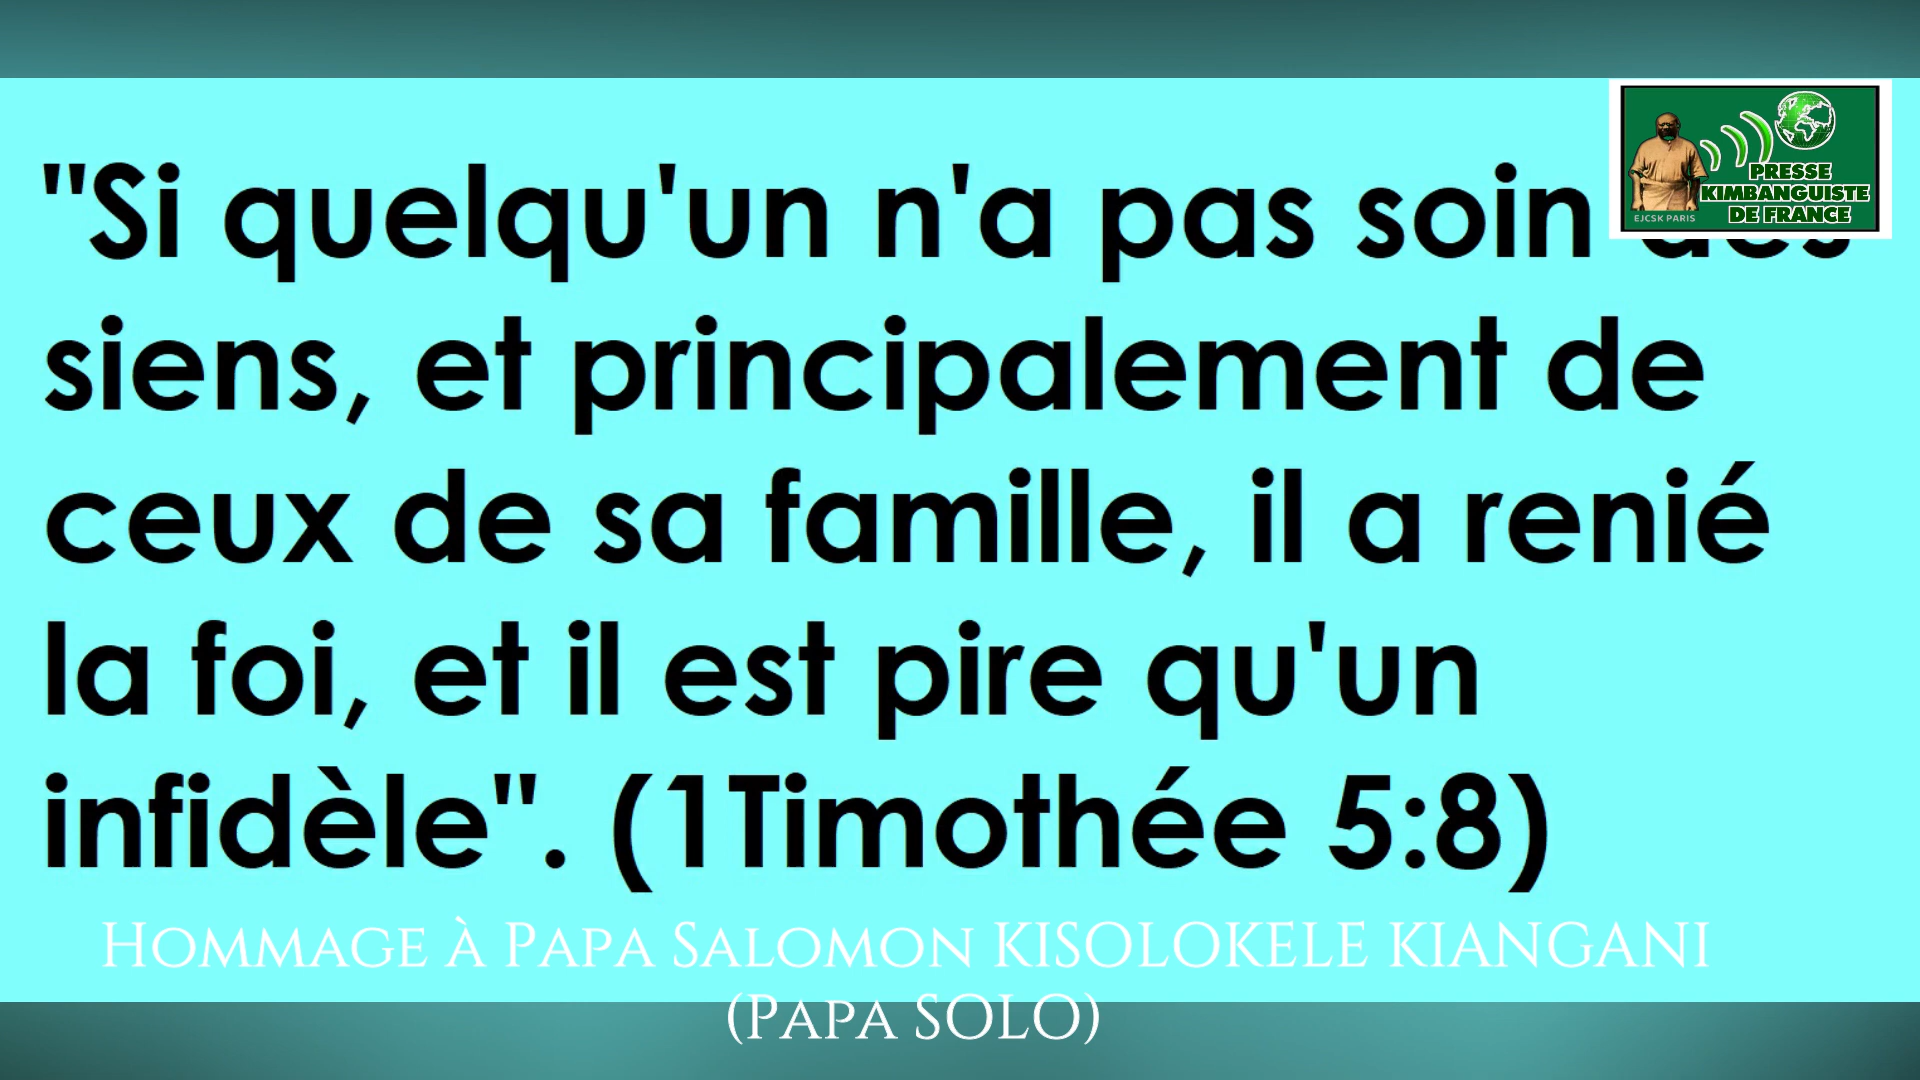 "Si quelqu'un n'a pas soin des
siens, et principalement de
ceux de sa famille, il a renié
la foi, et il est pire qu'un
infidèle". (1Timothée 5:8)
PRESSE
KIMBANGUISTE
DE FRANCE
EJCSK PARIS
HOMMAGE À PAPA SALOMON KISOLOKELE KIANGANI
(PAPA SOLO)